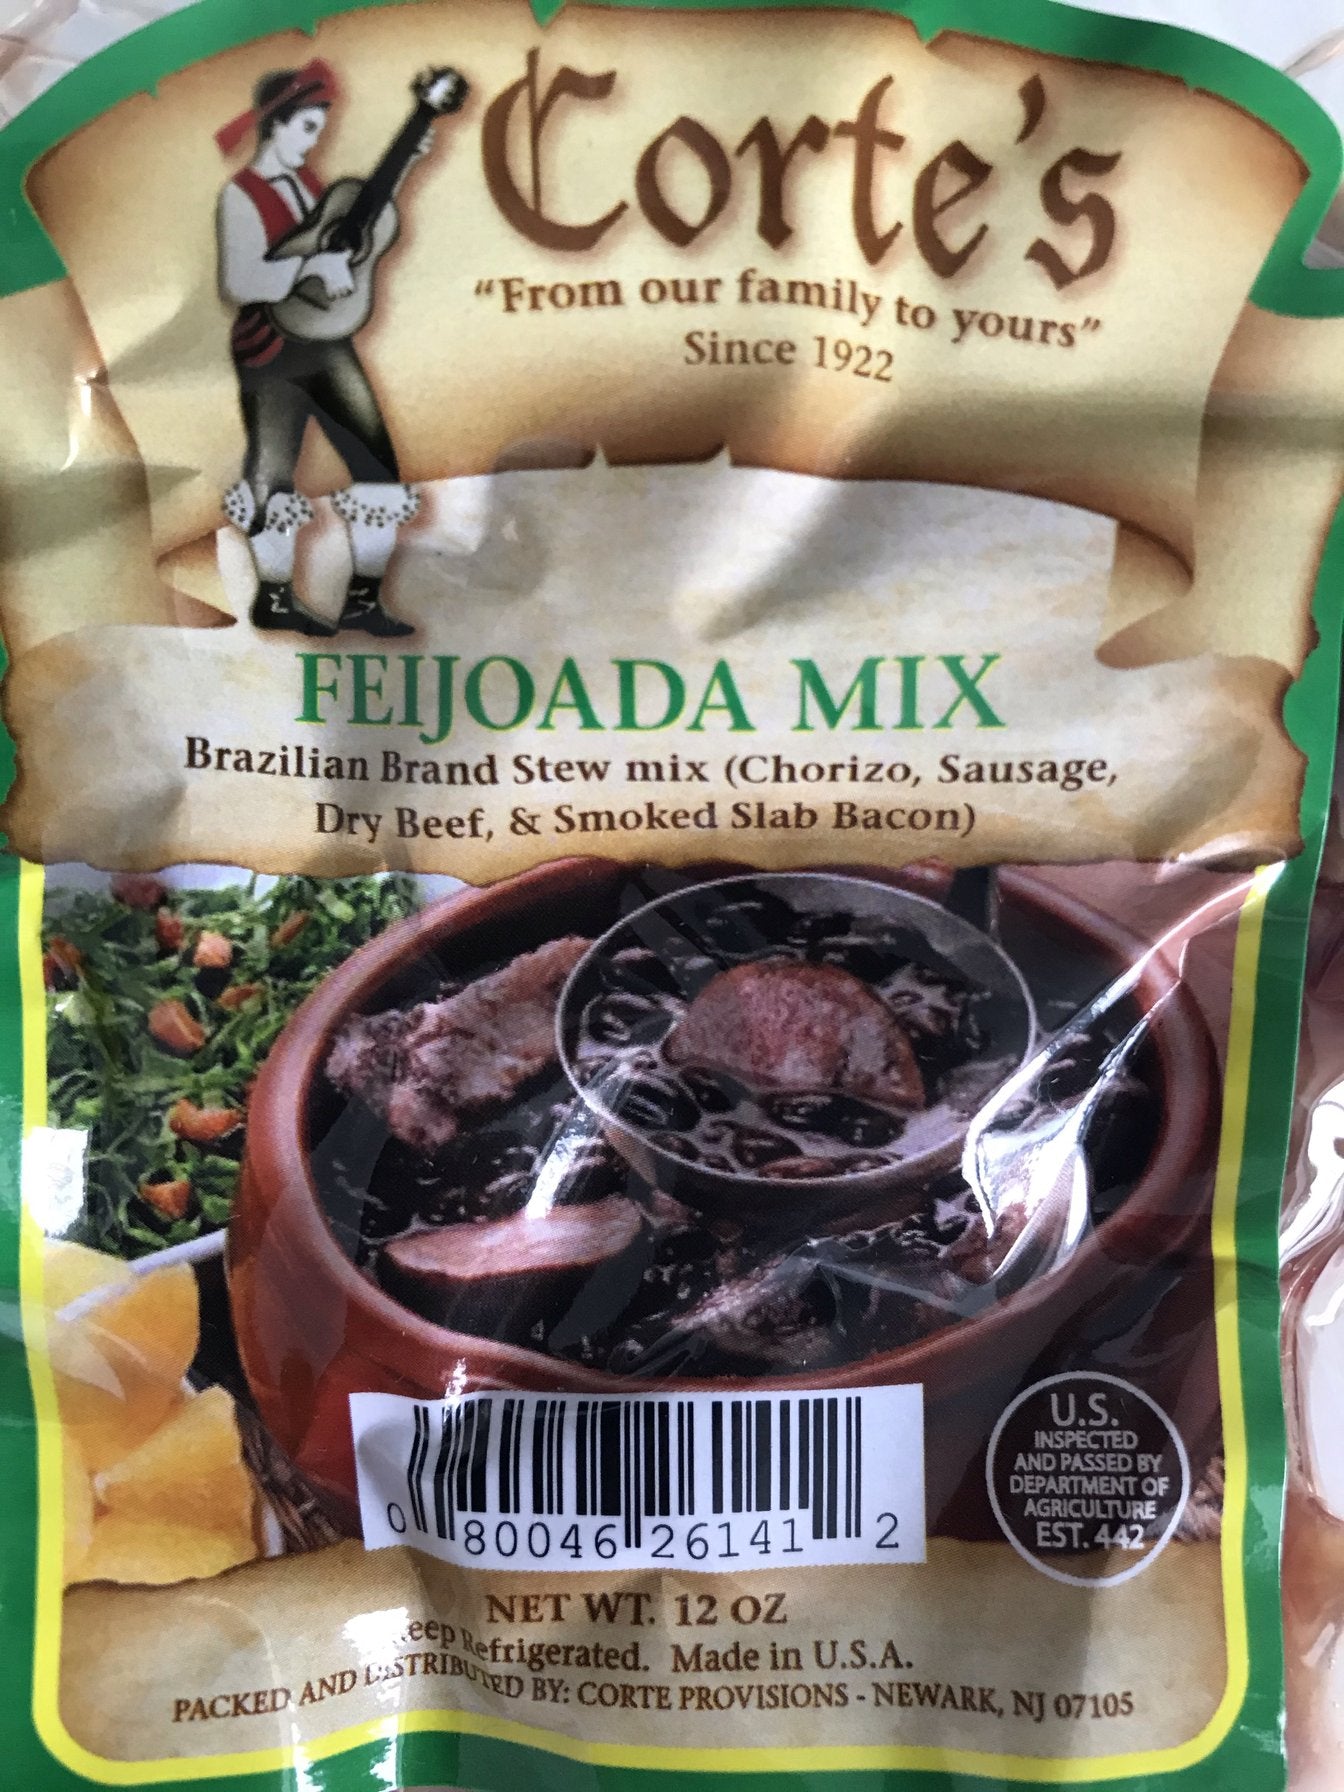 Corte's
"From our family to yours"
Since 1922
FEIJOADA MIX
Brazilian Brand Stew mix (Chorizo, Sausage,
Dry Beef, & Smoked Slab Bacon)
U.S.
INSPECTED
AND PASSED BY
DEPARTMENT OF
AGRICULTURE
EST. 442
0 80046 26141 2
NET WT. 12 OZ
Keep Refrigerated. Made in U.S.A.
PACKED AND DISTRIBUTED BY: CORTE PROVISIONS - NEWARK, NJ 07105